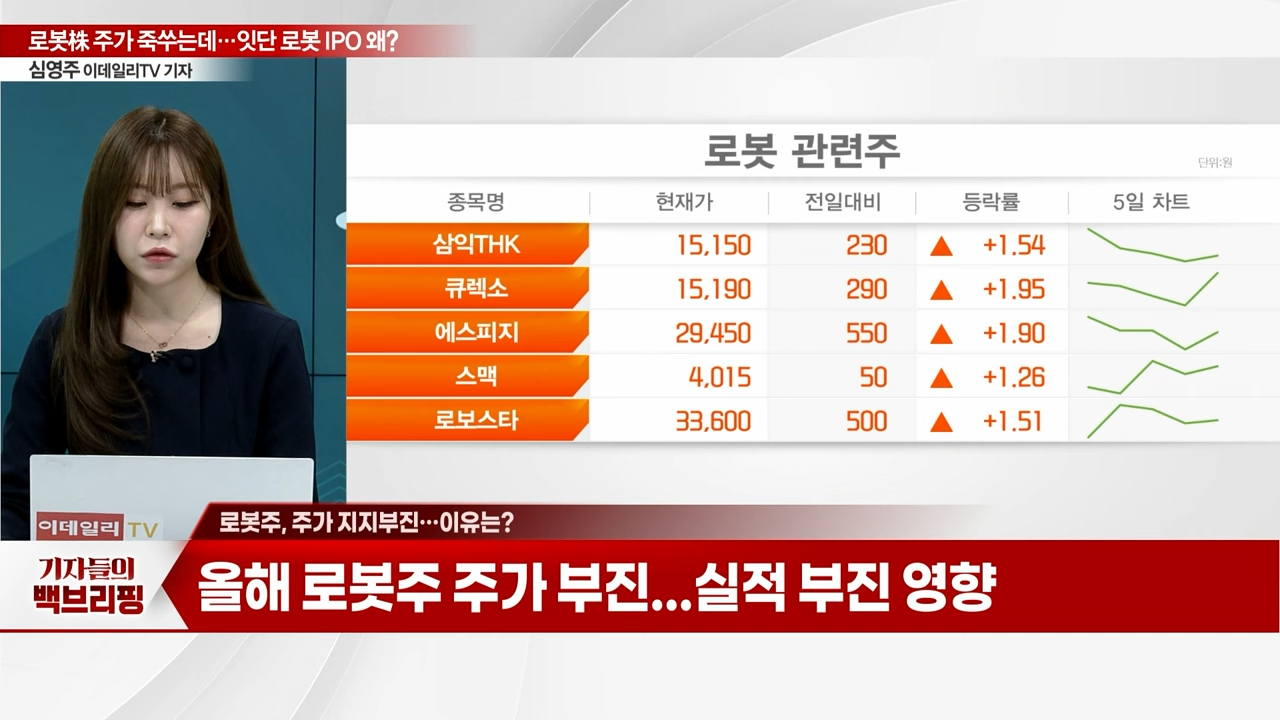 로봇株 주가 죽쑤는데…잇단 로봇 IPO 왜?
심영주 이데일리TV 기자
로봇 관련주
단위:원
종목명 현재가 전일대비 등락률 5일 차트
삼익THK 15,150 230 ▲ +1.54
큐렉소 15,190 290 ▲ +1.95
에스피지 29,450 550 ▲ +1.90
스맥 4,015 50 ▲ +1.26
로보스타 33,600 500 ▲ +1.51
이데일리 TV
로봇주, 주가 지지부진…이유는?
기자들의
백브리핑
올해 로봇주 주가 부진...실적 부진 영향